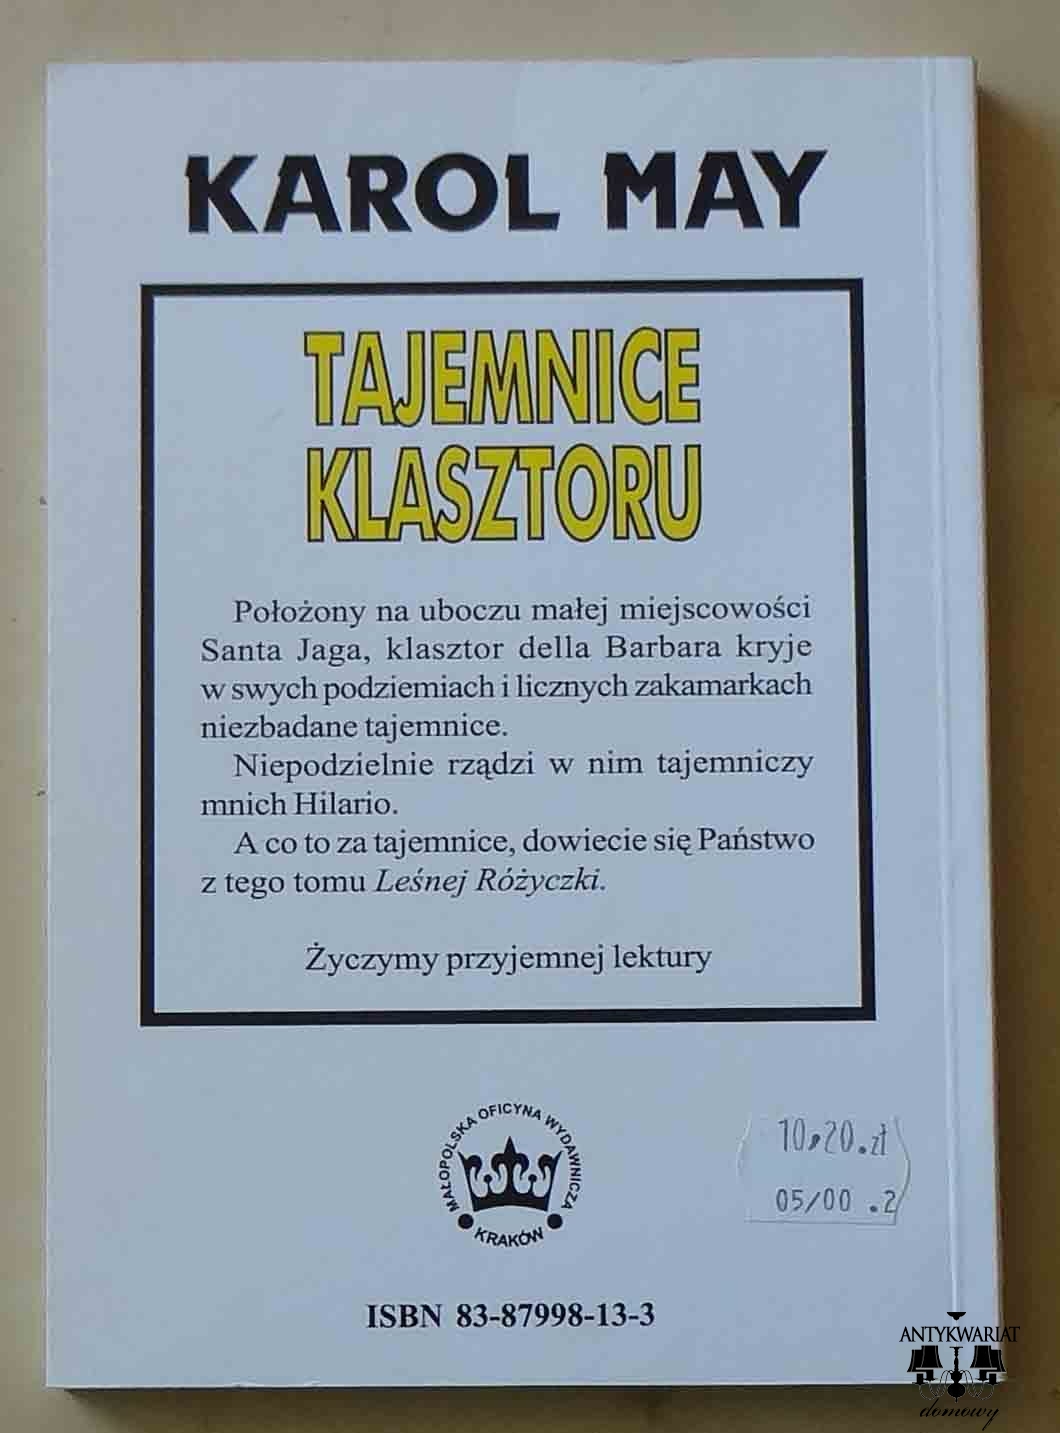 KAROL MAY
TAJEMNICE
KLASZTORU
Położony na uboczu małej miejscowości
Santa Jaga, klasztor della Barbara kryje
w swych podziemiach i licznych zakamarkach
niezbadane tajemnice.
Niepodzielnie rządzi w nim tajemniczy
mnich Hilario.
A co to za tajemnice, dowiecie się Państwo
z tego tomu Leśnej Różyczki.
Życzymy przyjemnej lektury
MAŁOPOLSKA OFICYNA WYDAWNICZA
KRAKÓW
10,20.zł
05/00 .2
ISBN 83-87998-13-3
ANTYKWARIAT
domowy